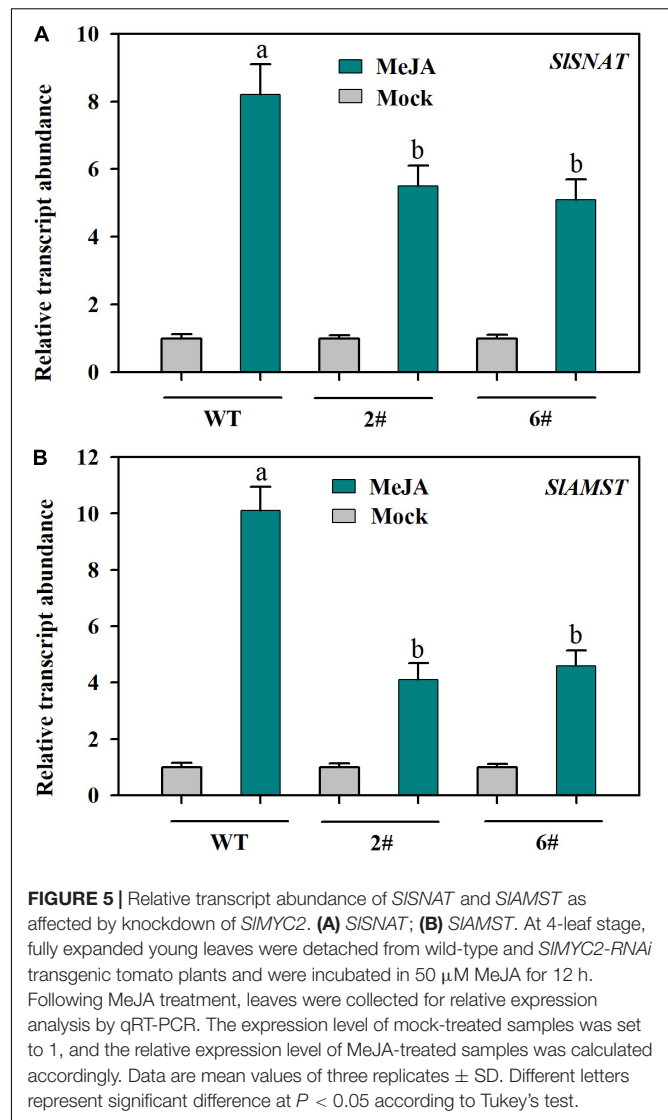 A
10
8
6
4
2
0
Relative transcript abundance
MeJA
Mock
SlSNAT
a
b
b
WT
2#
6#
B
12
10
8
6
4
2
0
Relative transcript abundance
MeJA
Mock
SlAMST
a
b
b
WT
2#
6#
FIGURE 5 | Relative transcript abundance of SlSNAT and SlAMST as
affected by knockdown of SlMYC2. (A) SlSNAT; (B) SlAMST. At 4-leaf stage,
fully expanded young leaves were detached from wild-type and SlMYC2-RNAi
transgenic tomato plants and were incubated in 50 μM MeJA for 12 h.
Following MeJA treatment, leaves were collected for relative expression
analysis by qRT-PCR. The expression level of mock-treated samples was set
to 1, and the relative expression level of MeJA-treated samples was calculated
accordingly. Data are mean values of three replicates ± SD. Different letters
represent significant difference at P < 0.05 according to Tukey's test.